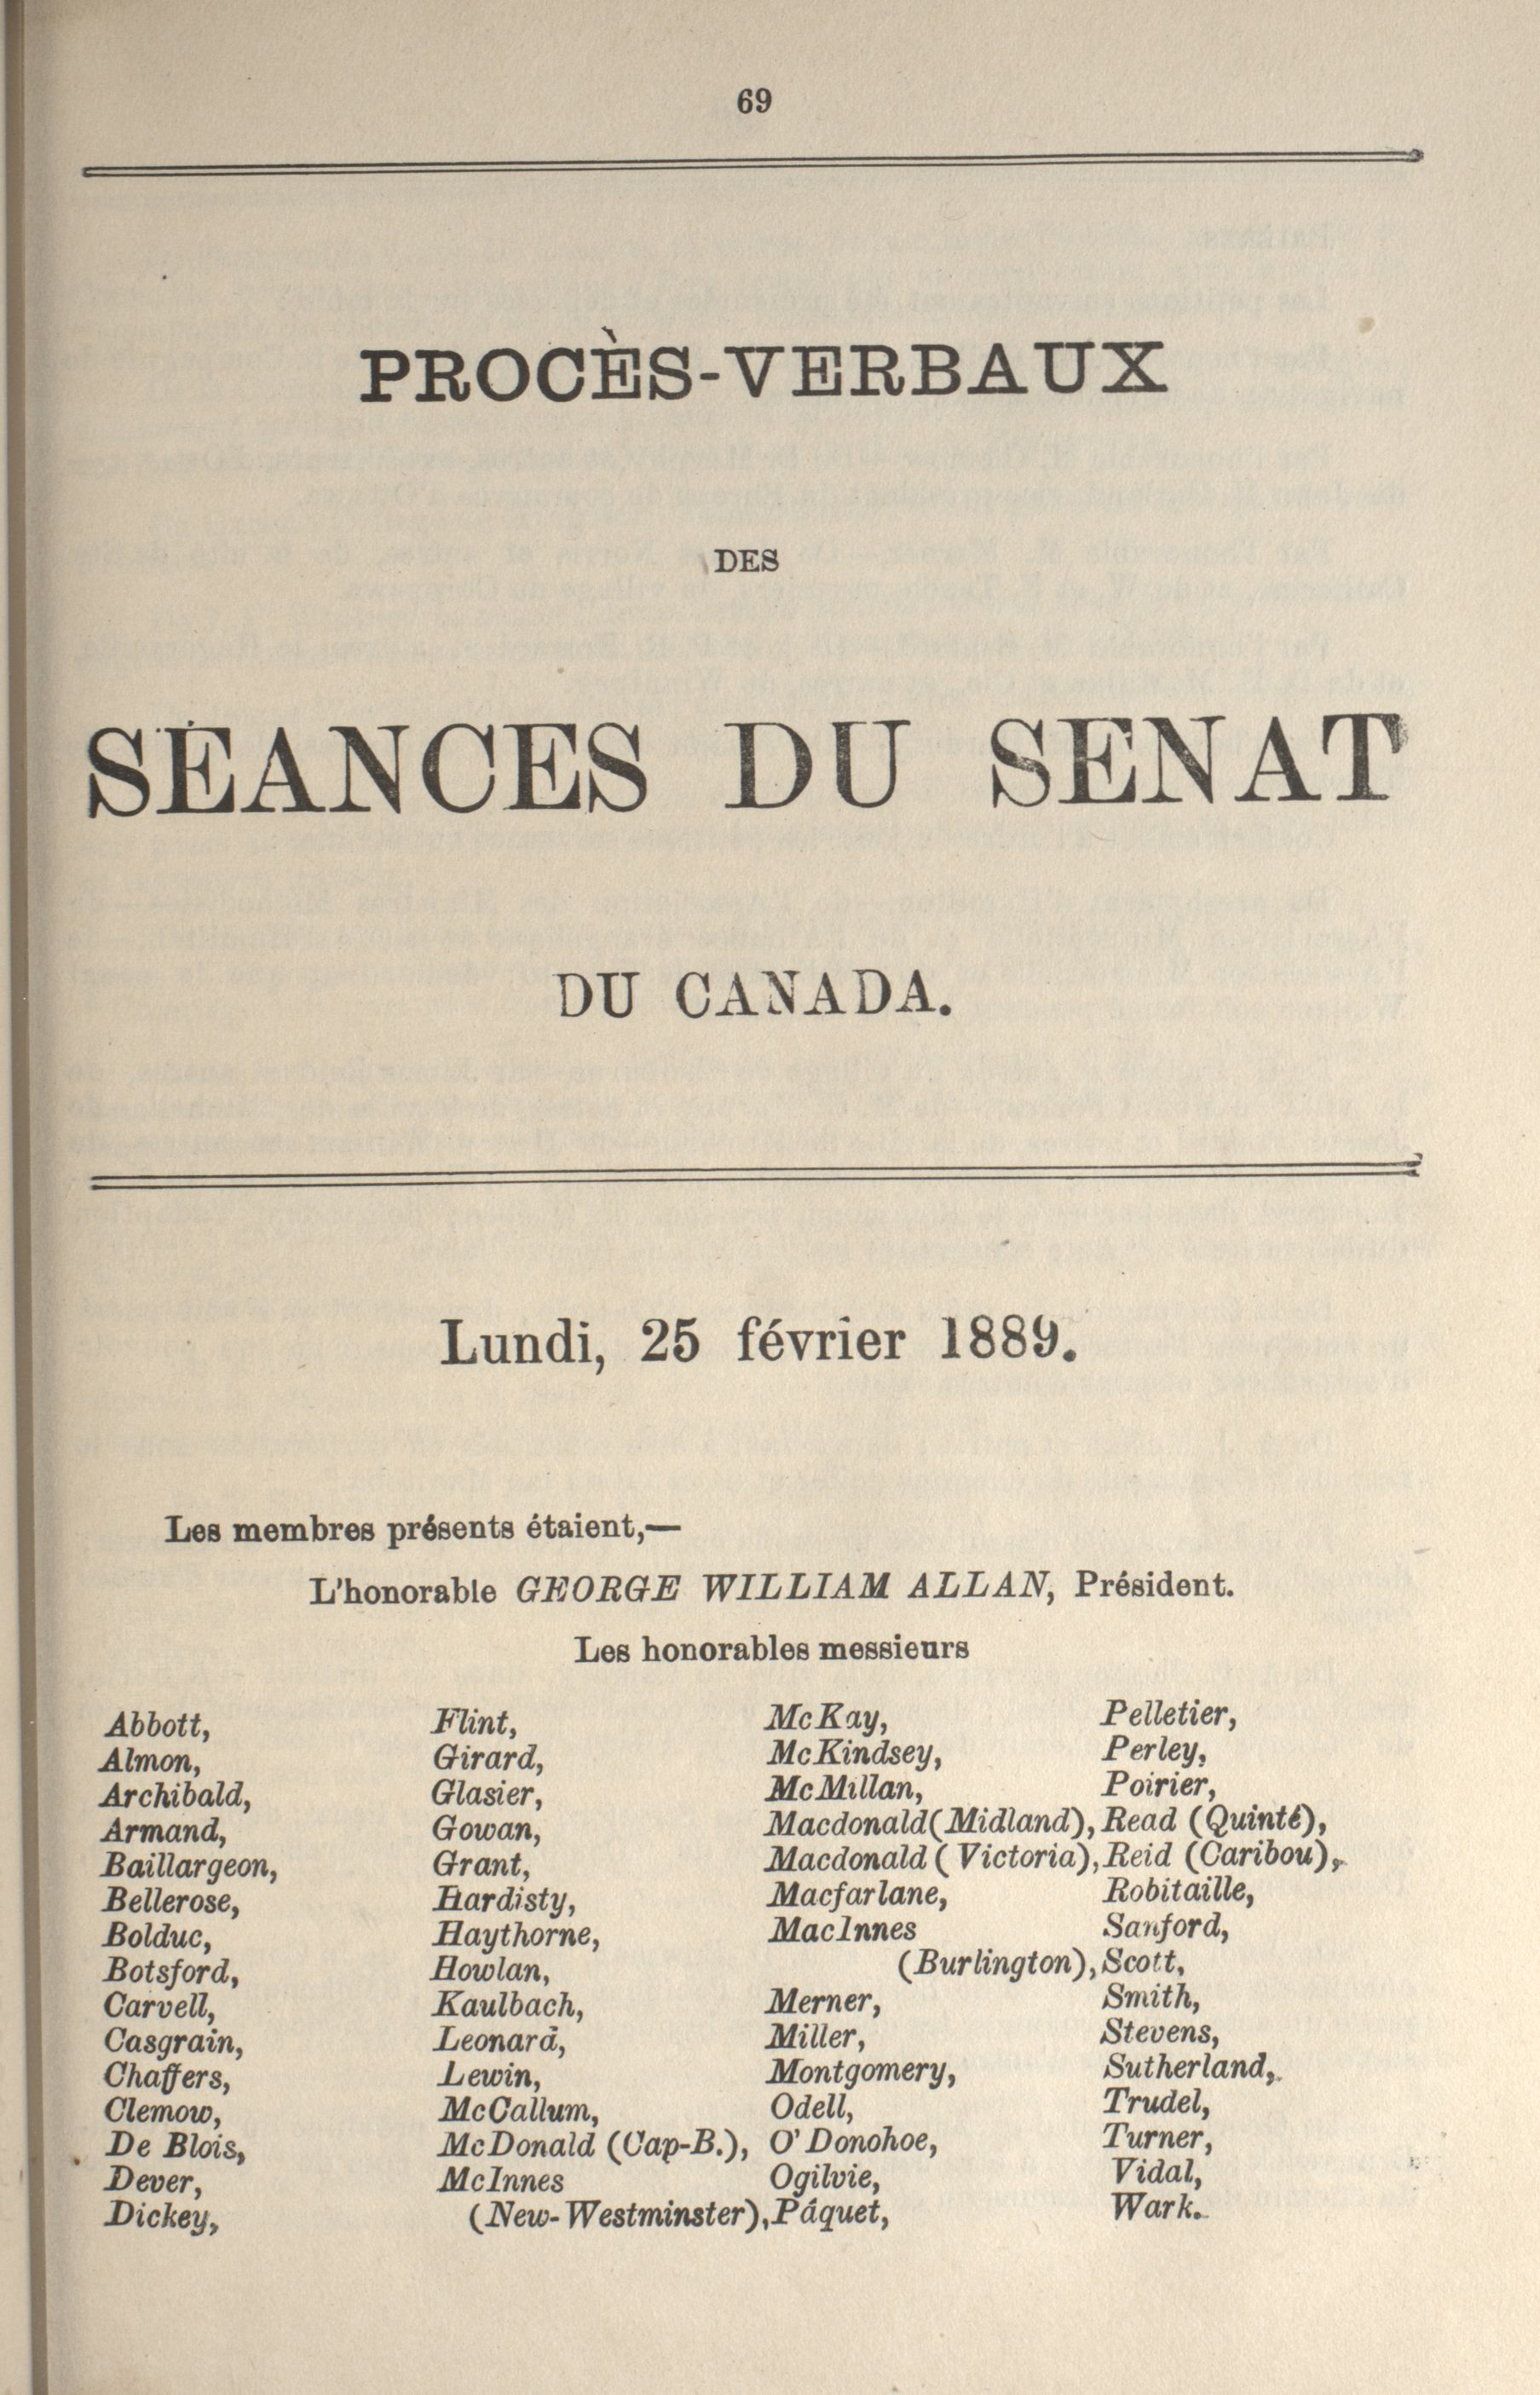 69
PROCÈS-VERBAUX
DES
SÉANCES DU SENAT
DU CANADA.
Lundi, 25 février 1889.
Les membres présents étaient,—
L'honorable GEORGE WILLIAM ALLAN, Président.
Les honorables messieurs
Abbott,
Almon,
Archibald,
Armand,
Baillargeon,
Bellerose,
Bolduc,
Botsford,
Carvell,
Casgrain,
Chaffers,
Clemow,
De Blois,
Dever,
Dickey,
Flint,
Girard,
Glasier,
Gowan,
Grant,
Hardisty,
Haythorne,
Howlan,
Kaulbach,
Leonard,
Lewin,
McCallum,
McDonald (Cap-B.),
McInnes
(New-Westminster),
McKay,
McKindsey,
McMillan,
Macdonald (Midland),
Macdonald (Victoria),
Macfarlane,
MacInnes
(Burlington),
Merner,
Miller,
Montgomery,
Odell,
O'Donohoe,
Ogilvie,
Pâquet,
Pelletier,
Perley,
Poirier,
Read (Quinté),
Reid (Caribou),
Robitaille,
Sanford,
Scott,
Smith,
Stevens,
Sutherland,
Trudel,
Turner,
Vidal,
Wark.